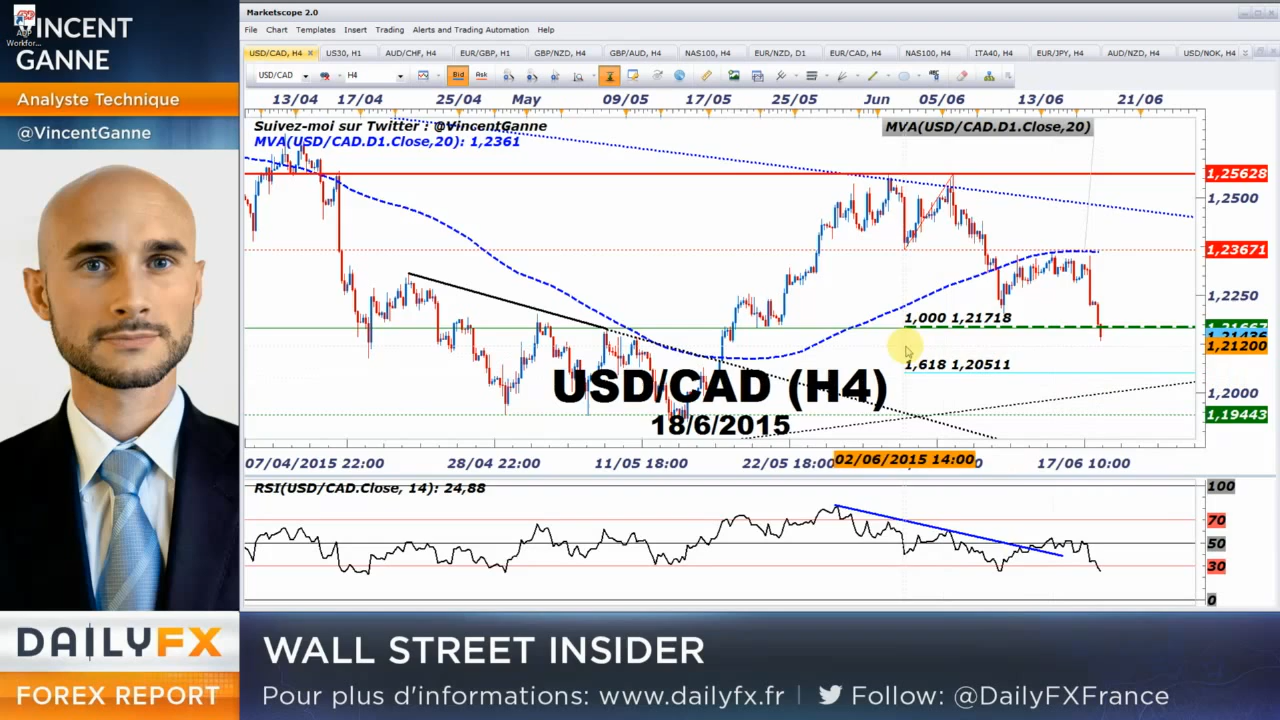 VINCENT
GANNE
Analyste Technique
@VincentGanne
Marketscope 2.0
File Chart Templates Insert Trading Alerts and Trading Automation Help
USD/CAD, H4 US30, H1 AUD/CHF, H4 EUR/GBP, H1 GBP/NZD, H4 GBP/AUD, H4 NAS100, H4 EUR/NZD, D1 EUR/CAD, H4 NAS100, H4 ITA40, H4 EUR/JPY, H4 AUD/NZD, H4 USD/NOK, H4
USD/CAD H4 Bid Ask
13/04 17/04 25/04 May 09/05 17/05 25/05 Jun 05/06 13/06 21/06
Suivez-moi sur Twitter : @VincentGanne
MVA(USD/CAD.D1.Close,20)
MVA(USD/CAD.D1.Close,20): 1,2361
1,25628
1,2500
1,23671
1,2250
1,000 1,21718
1,21200
1,618 1,20511
1,2000
1,19443
USD/CAD (H4)
18/6/2015
07/04/2015 22:00 28/04 22:00 11/05 18:00 22/05 18:00 02/06/2015 14:00 17/06 10:00
RSI(USD/CAD.Close, 14): 24,88
100
70
50
30
0
DAILYFX
FOREX REPORT
WALL STREET INSIDER
Pour plus d'informations: www.dailyfx.fr | Follow: @DailyFXFrance